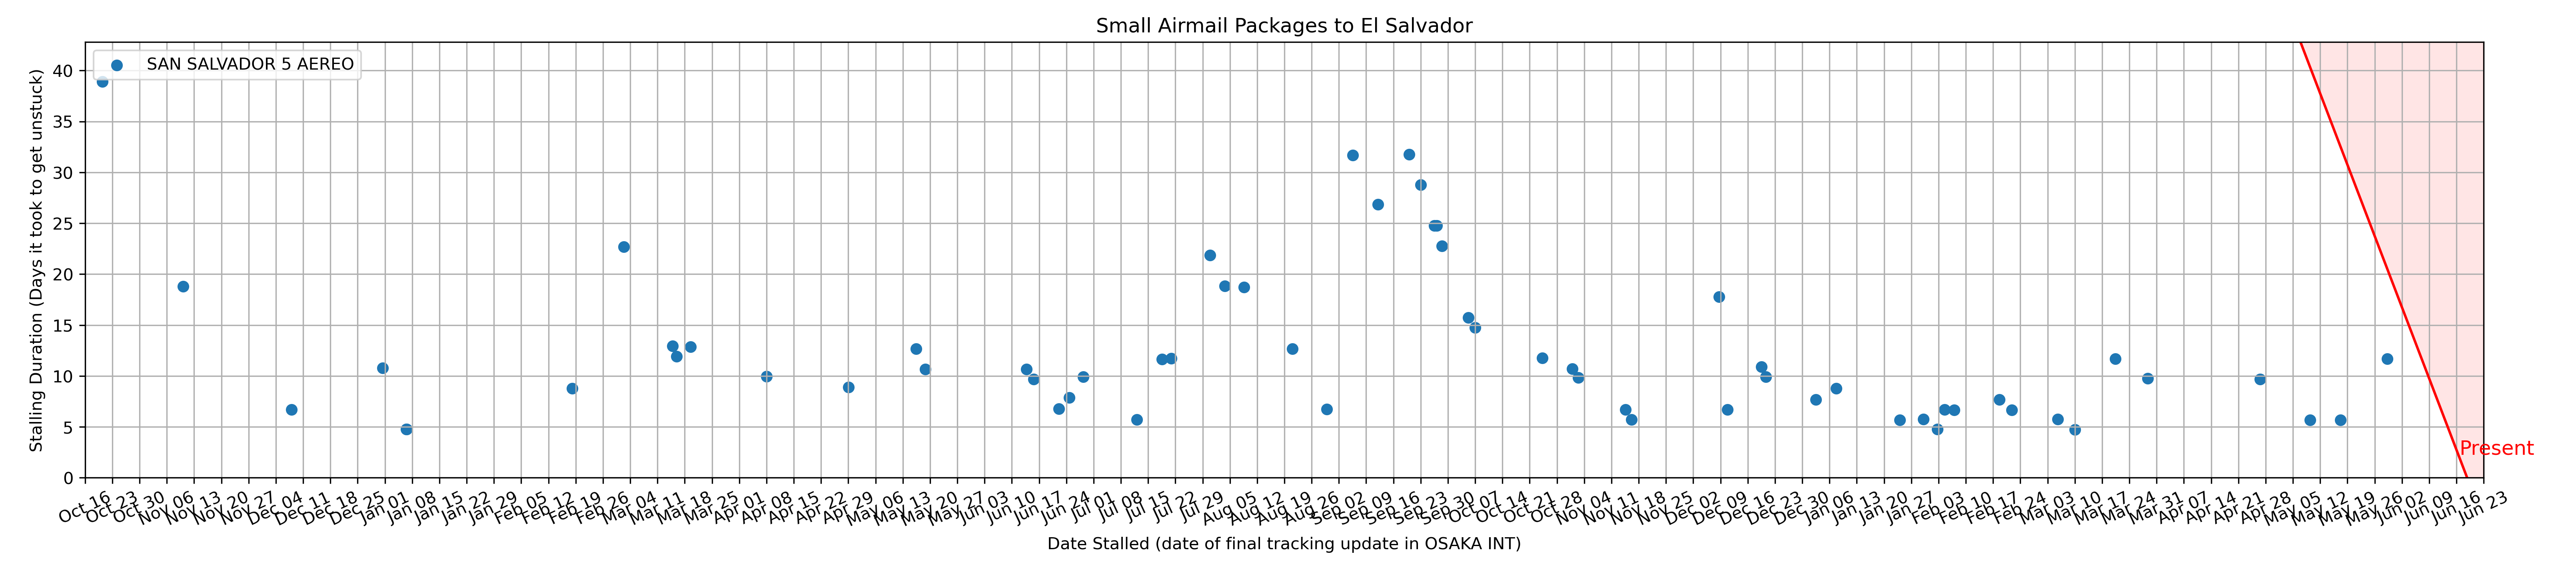 Small Airmail Packages to El Salvador
SAN SALVADOR 5 AEREO
Stalling Duration (Days it took to get unstuck)
40
35
30
25
20
15
10
5
0
Present
Oct 16
Oct 23
Oct 30
Nov 06
Nov 13
Nov 20
Nov 27
Dec 04
Dec 11
Dec 18
Dec 25
Jan 01
Jan 08
Jan 15
Jan 22
Jan 29
Feb 05
Feb 12
Feb 19
Feb 26
Mar 04
Mar 11
Mar 18
Mar 25
Apr 01
Apr 08
Apr 15
Apr 22
Apr 29
May 06
May 13
May 20
May 27
Jun 03
Jun 10
Jun 17
Jun 24
Jul 01
Jul 08
Jul 15
Jul 22
Jul 29
Aug 05
Aug 12
Aug 19
Aug 26
Sep 02
Sep 09
Sep 16
Sep 23
Sep 30
Oct 07
Oct 14
Oct 21
Oct 28
Nov 04
Nov 11
Nov 18
Nov 25
Dec 02
Dec 09
Dec 16
Dec 23
Dec 30
Jan 06
Jan 13
Jan 20
Jan 27
Feb 03
Feb 10
Feb 17
Feb 24
Mar 03
Mar 10
Mar 17
Mar 24
Mar 31
Apr 07
Apr 14
Apr 21
Apr 28
May 05
May 12
May 19
May 26
Jun 02
Jun 09
Jun 16
Jun 23
Date Stalled (date of final tracking update in OSAKA INT)